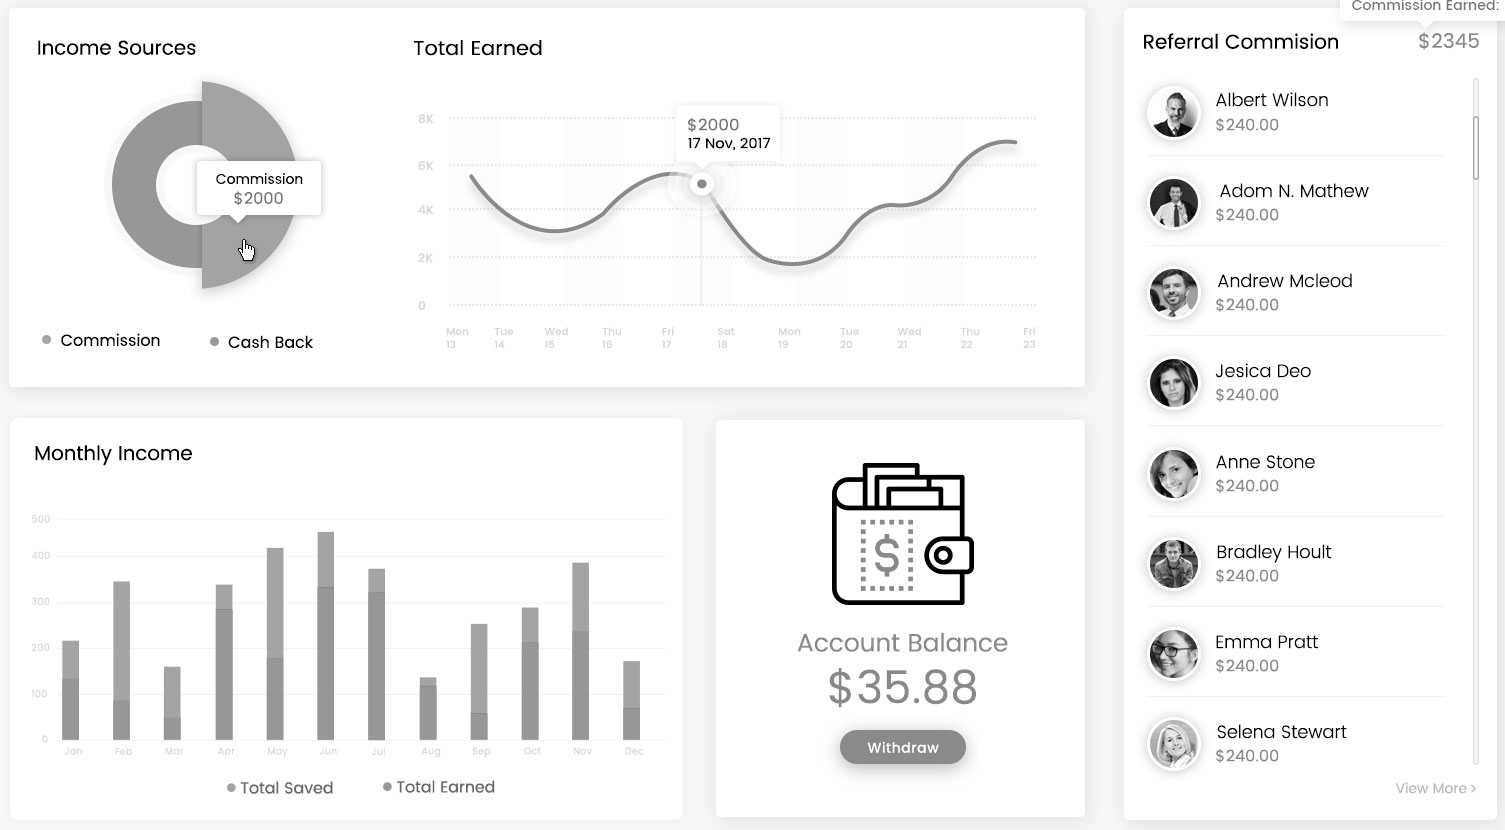 Income Sources
Commission
$2000
Commission
Cash Back
Total Earned
8K
6K
4K
2K
0
$2000
17 Nov, 2017
Mon Tue Wed Thu Fri Sat Mon Tue Wed Thu Fri
13 14 15 16 17 18 19 20 21 22 23
Commission Earned:
Referral Commision
$2345
Albert Wilson
$240.00
Adom N. Mathew
$240.00
Andrew Mcleod
$240.00
Jesica Deo
$240.00
Anne Stone
$240.00
Bradley Hoult
$240.00
Emma Pratt
$240.00
Selena Stewart
$240.00
View More >
Monthly Income
500
400
300
200
100
0
Jan Feb Mar Apr May Jun Jul Aug Sep Oct Nov Dec
Total Saved
Total Earned
$
Account Balance
$35.88
Withdraw